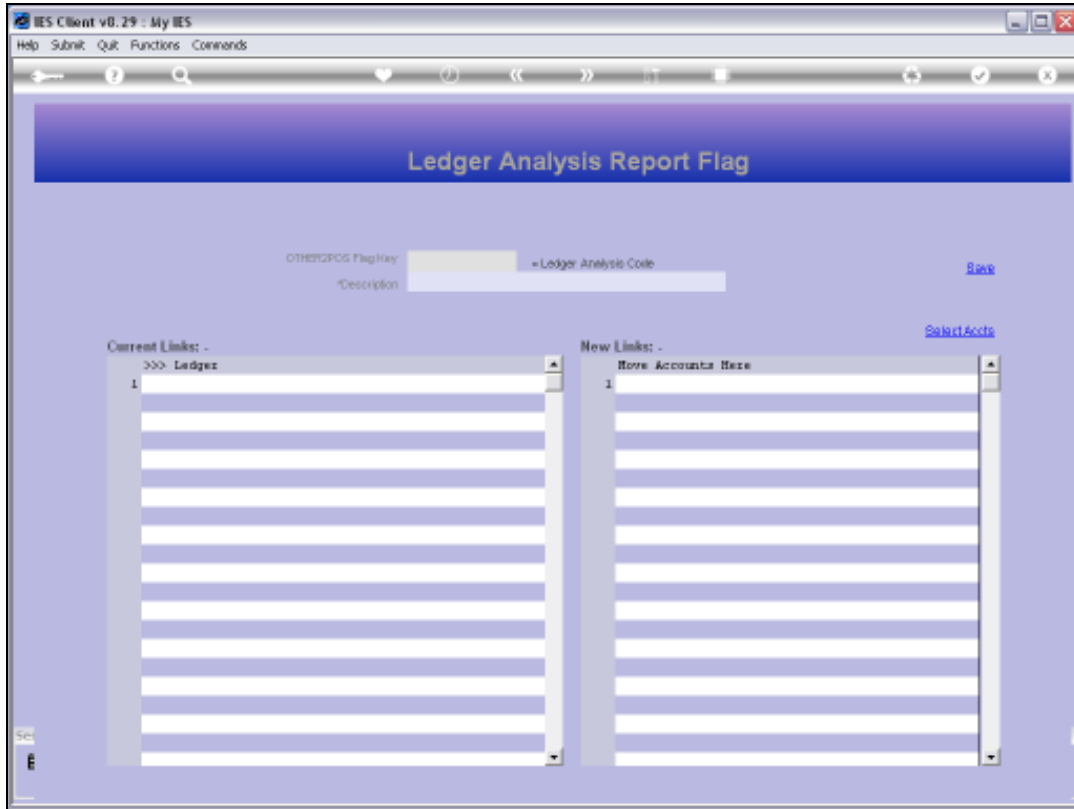 IES Client v8.29 : My IES
Help Submit Quit Functions Commands
Ledger Analysis Report Flag
OTHER2POS Flag Key
= Ledger Analysis Code
Save
*Description
Select Accts
Current Links: -
New Links: -
>>> Ledger
Move Accounts Here
1
1